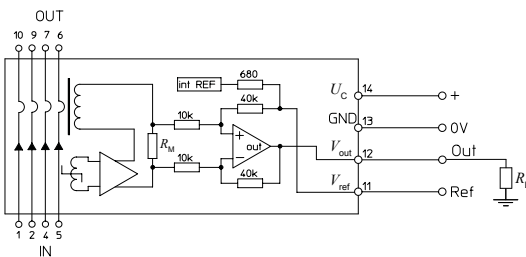 OUT
10 9 7 6
int REF
680
40k
10k
R_M
10k
+
out
−
40k
U_C 14
+
GND 13
0V
V_out 12
Out
V_ref 11
Ref
1 2 4 5
IN